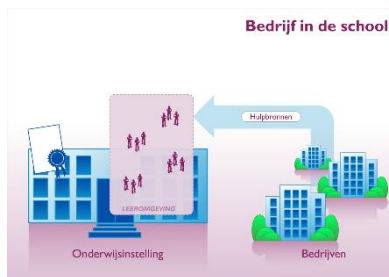 Bedrijf in de school
Hulpbronnen
LEEROMGEVING
Onderwijsinstelling
Bedrijven